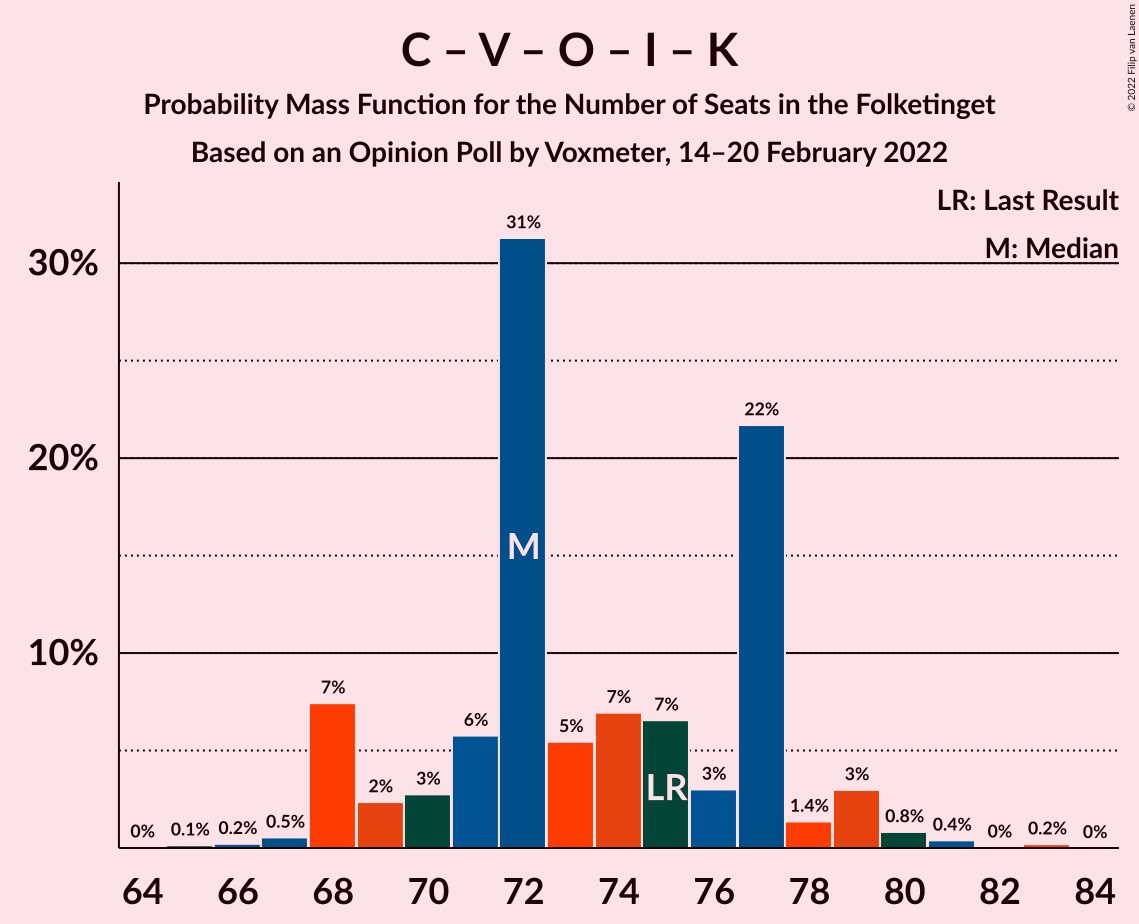 C – V – O – I – K
Probability Mass Function for the Number of Seats in the Folketinget
Based on an Opinion Poll by Voxmeter, 14–20 February 2022
© 2022 Filip van Laenen
LR: Last Result
M: Median
30%
20%
10%
0%
0.1%
0.2%
0.5%
7%
2%
3%
6%
31%
5%
7%
7%
3%
22%
1.4%
3%
0.8%
0.4%
0%
0.2%
0%
M
LR
64 66 68 70 72 74 76 78 80 82 84